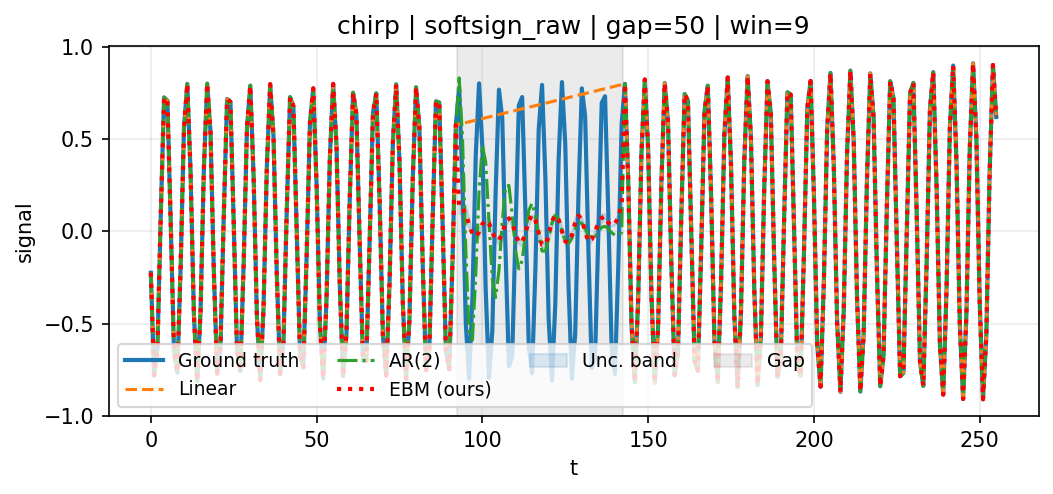 chirp | softsign_raw | gap=50 | win=9
1.0
0.5
0.0
−0.5
−1.0
signal
Ground truth
Linear
AR(2)
EBM (ours)
Unc. band
Gap
0
50
100
150
200
250
t